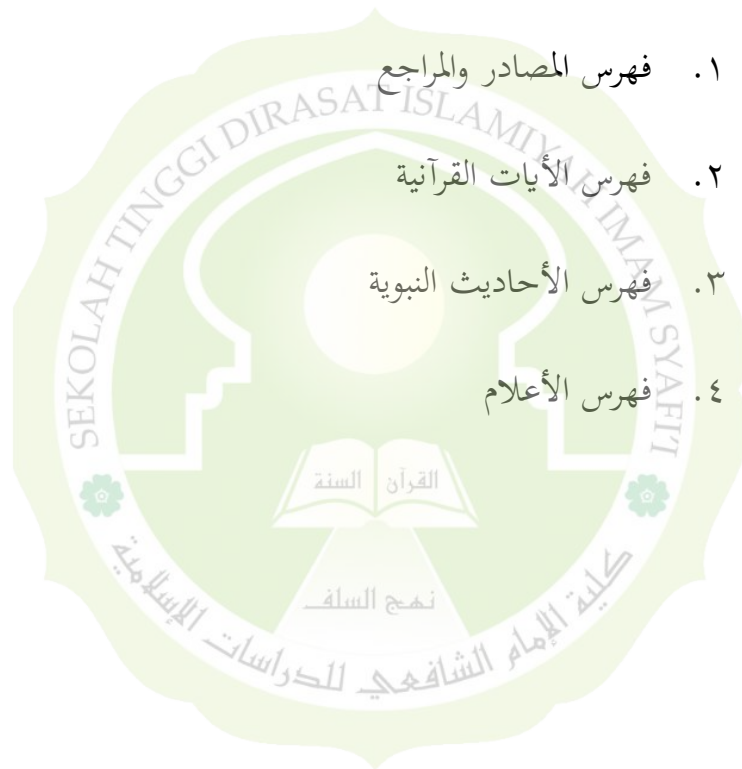 ١. فهرس المصادر والمراجع
٢. فهرس الأيات القرآنية
٣. فهرس الأحاديث النبوية
٤. فهرس الأعلام
SEKOLAH TINGGI DIRASAT ISLAMIYAH IMAM SYAFI'I
القرآن السنة
نهج السلف
كلية الإمام الشافعي للدراسات الإسلامية